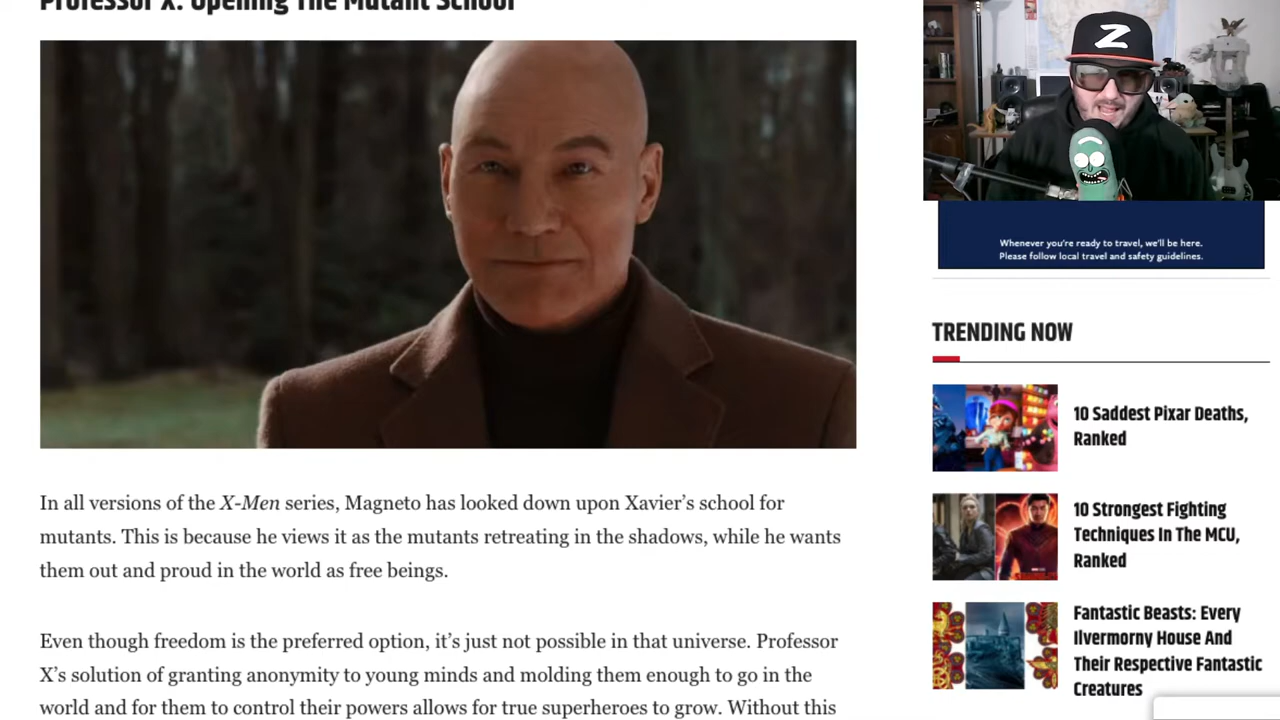 Professor X: Opening The Mutant School
Z
Whenever you're ready to travel, we'll be here.
Please follow local travel and safety guidelines.
TRENDING NOW
10 Saddest Pixar Deaths,
Ranked
10 Strongest Fighting
Techniques In The MCU,
Ranked
Fantastic Beasts: Every
Ilvermorny House And
Their Respective Fantastic
Creatures
In all versions of the X-Men series, Magneto has looked down upon Xavier's school for
mutants. This is because he views it as the mutants retreating in the shadows, while he wants
them out and proud in the world as free beings.
Even though freedom is the preferred option, it's just not possible in that universe. Professor
X's solution of granting anonymity to young minds and molding them enough to go in the
world and for them to control their powers allows for true superheroes to grow. Without this